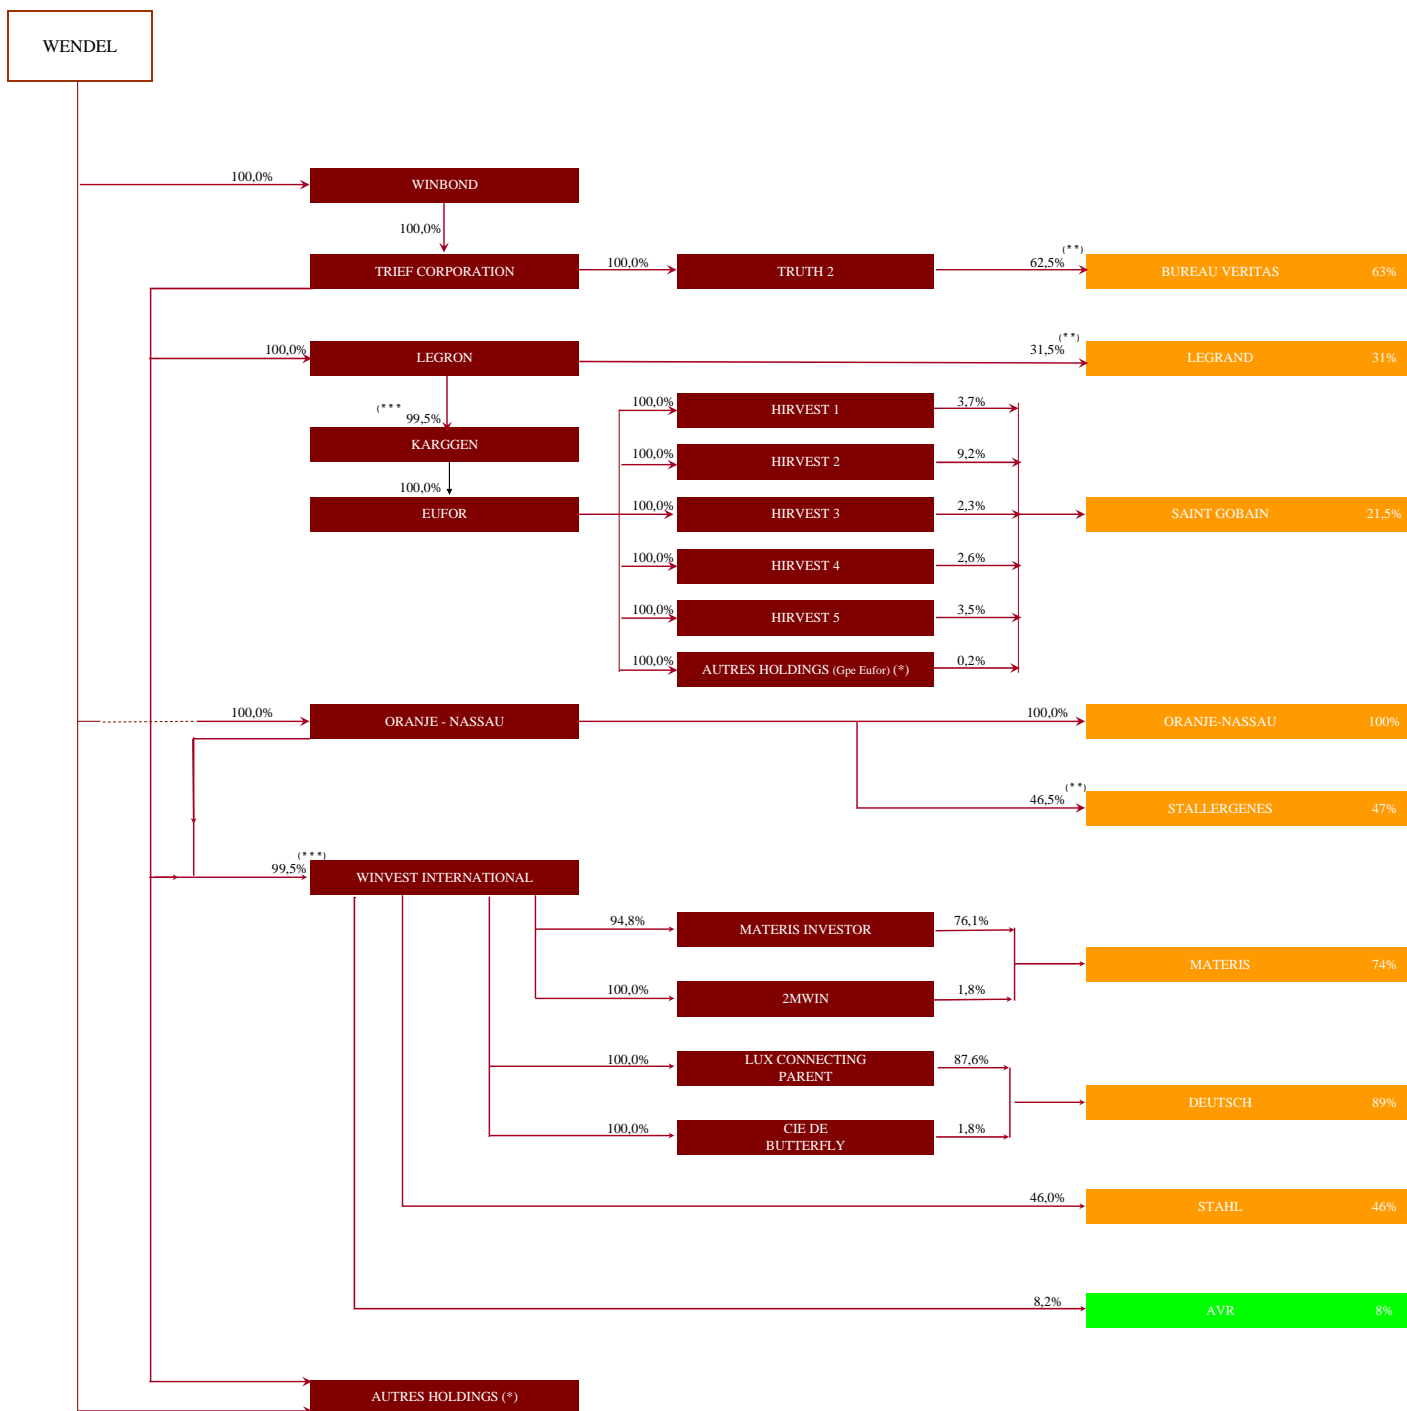 WENDEL
100,0%
WINBOND
100,0%
(**)
TRIEF CORPORATION
100,0%
TRUTH 2
62,5%
BUREAU VERITAS
63%
(**)
100,0%
LEGRON
31,5%
LEGRAND
31%
(***
99,5%
100,0%
HIRVEST 1
3,7%
KARGGEN
100,0%
HIRVEST 2
9,2%
100,0%
EUFOR
100,0%
HIRVEST 3
2,3%
SAINT GOBAIN
21,5%
100,0%
HIRVEST 4
2,6%
100,0%
HIRVEST 5
3,5%
100,0%
AUTRES HOLDINGS (Gpe Eufor) (*)
0,2%
100,0%
ORANJE - NASSAU
100,0%
ORANJE-NASSAU
100%
(**)
46,5%
STALLERGENES
47%
(***)
99,5%
WINVEST INTERNATIONAL
94,8%
MATERIS INVESTOR
76,1%
MATERIS
74%
100,0%
2MWIN
1,8%
100,0%
LUX CONNECTING
PARENT
87,6%
DEUTSCH
89%
100,0%
CIE DE
BUTTERFLY
1,8%
46,0%
STAHL
46%
8,2%
AVR
8%
AUTRES HOLDINGS (*)